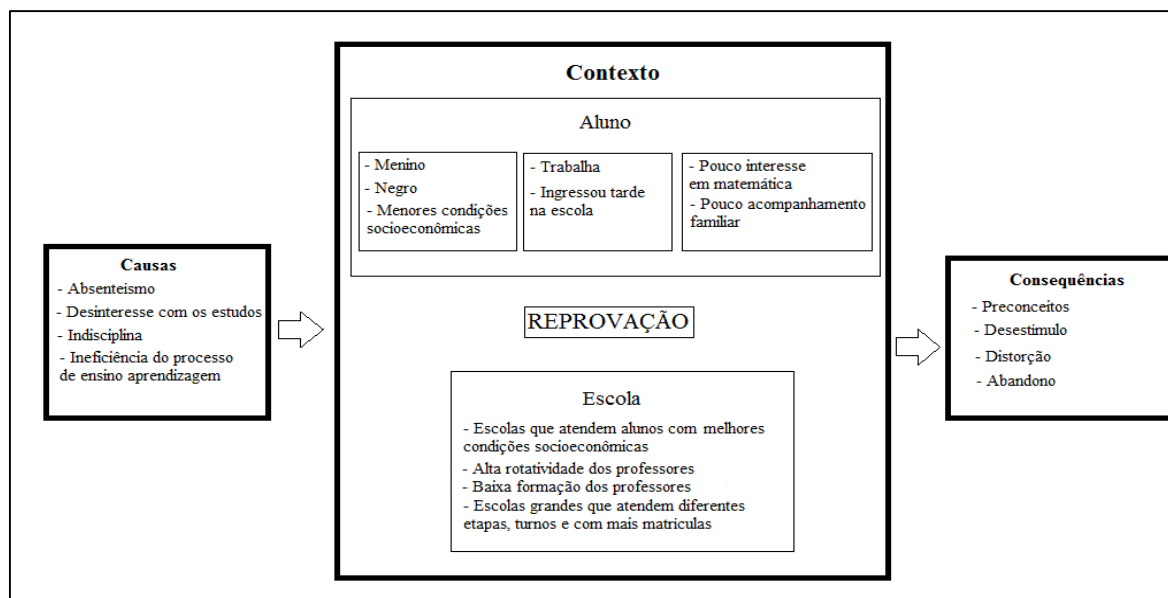 Causas
- Absenteísmo
- Desinteresse com os estudos
- Indisciplina
- Ineficiência do processo
de ensino aprendizagem
Contexto
Aluno
- Menino
- Negro
- Menores condições
socioeconômicas
- Trabalha
- Ingressou tarde
na escola
- Pouco interesse
em matemática
- Pouco acompanhamento
familiar
REPROVAÇÃO
Escola
- Escolas que atendem alunos com melhores
condições socioeconômicas
- Alta rotatividade dos professores
- Baixa formação dos professores
- Escolas grandes que atendem diferentes
etapas, turnos e com mais matriculas
Consequências
- Preconceitos
- Desestimulo
- Distorção
- Abandono